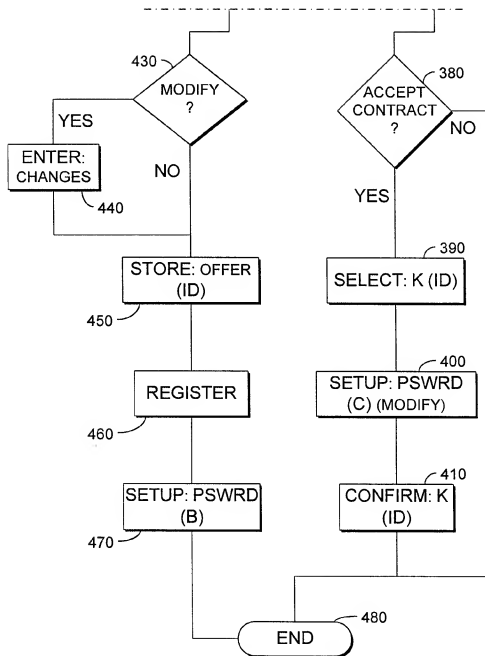 430
MODIFY
?
YES
ENTER:
CHANGES
440
NO
STORE: OFFER
(ID)
450
REGISTER
460
SETUP: PSWRD
(B)
470
380
ACCEPT
CONTRACT
?
NO
YES
390
SELECT: K (ID)
400
SETUP: PSWRD
(C) (MODIFY)
410
CONFIRM: K
(ID)
480
END